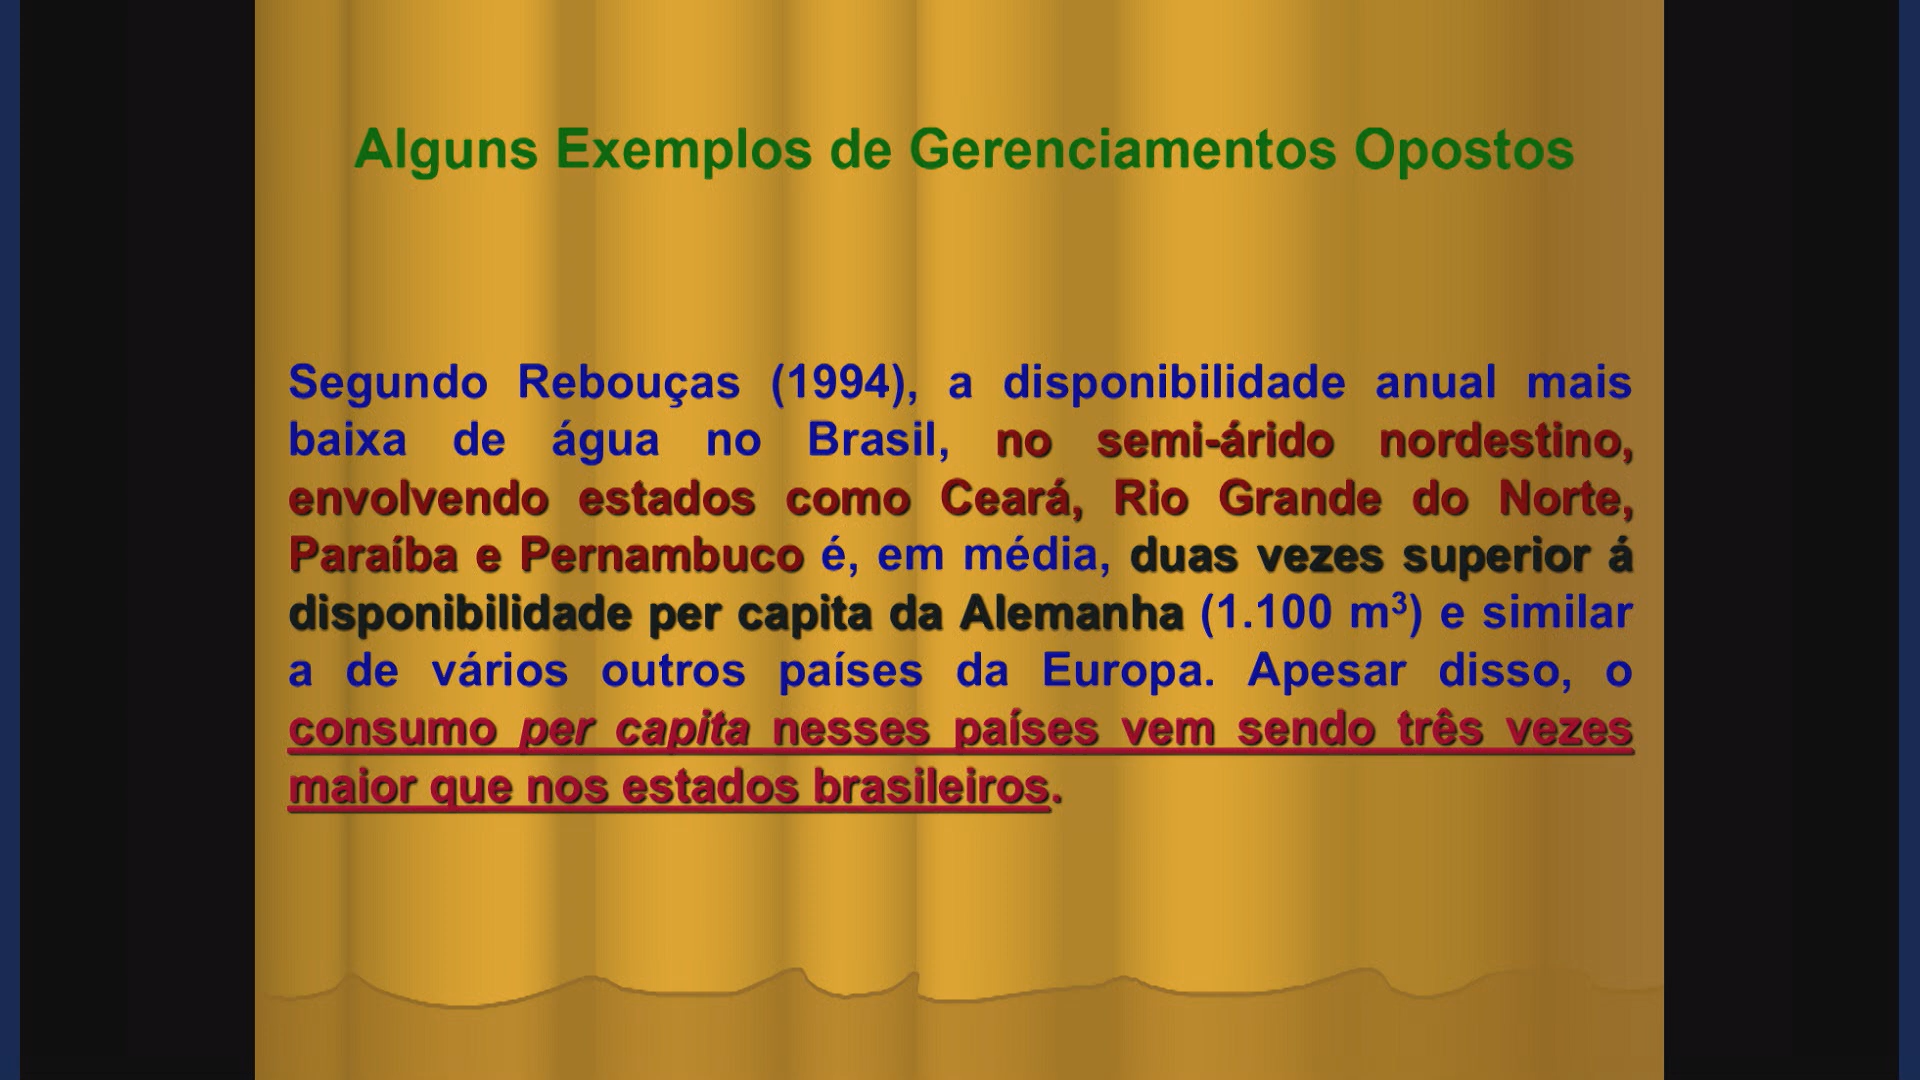 Alguns Exemplos de Gerenciamentos Opostos
Segundo Rebouças (1994), a disponibilidade anual mais
baixa de água no Brasil, no semi-árido nordestino,
envolvendo estados como Ceará, Rio Grande do Norte,
Paraíba e Pernambuco é, em média, duas vezes superior á
disponibilidade per capita da Alemanha (1.100 m³) e similar
a de vários outros países da Europa. Apesar disso, o
consumo per capita nesses países vem sendo três vezes
maior que nos estados brasileiros.